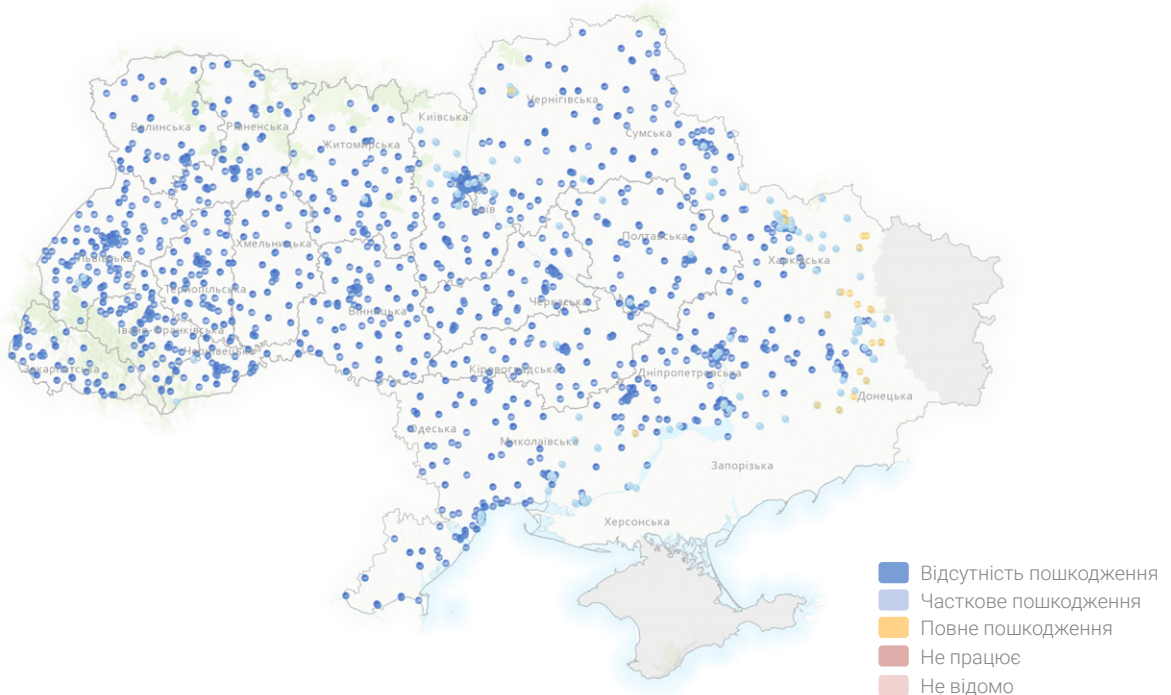 Чернігівська
Київська
Волинська
Рівненська
Сумська
Житомирська
Київ
Полтавська
Хмельницька
Львівська
Харківська
Тернопільська
Черкаська
Вінницька
Івано-Франківська
Чернівецька
Закарпатська
Кіровоградська
Дніпропетровська
Донецька
Одеська
Миколаївська
Запорізька
Херсонська
Відсутність пошкодження
Часткове пошкодження
Повне пошкодження
Не працює
Не відомо